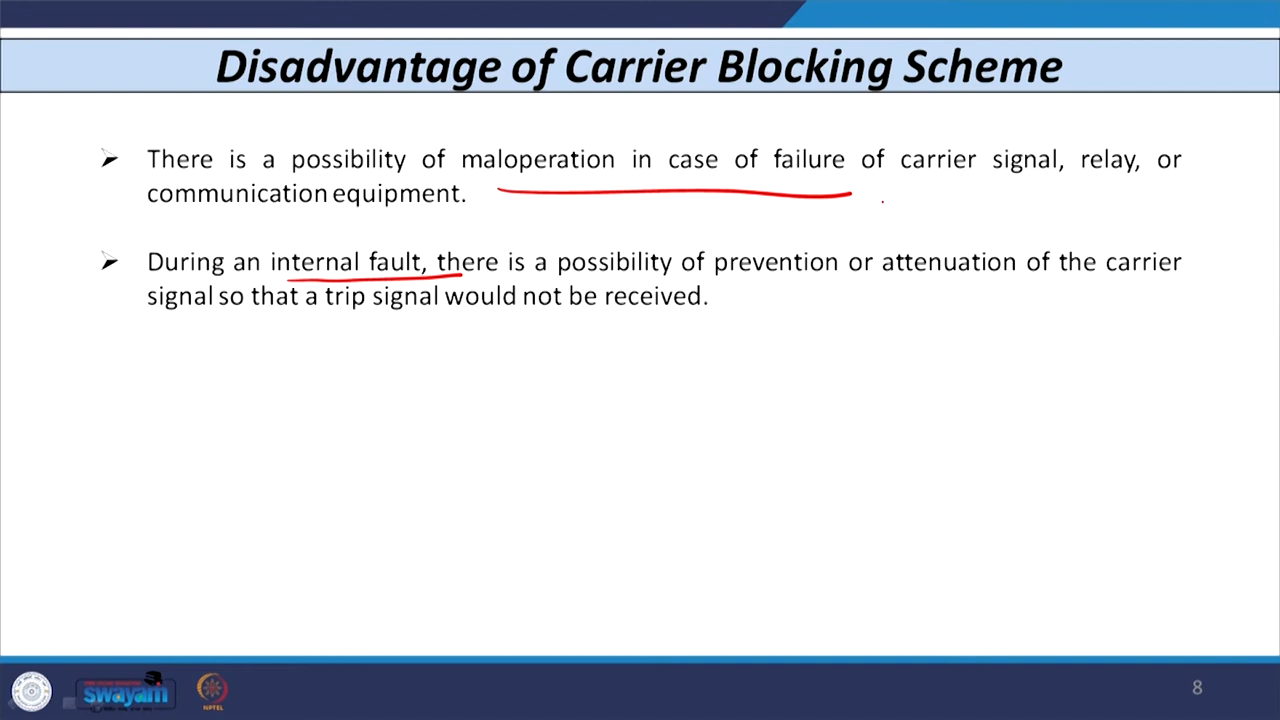 Disadvantage of Carrier Blocking Scheme
➢ There is a possibility of maloperation in case of failure of carrier signal, relay, or
communication equipment.
➢ During an internal fault, there is a possibility of prevention or attenuation of the carrier
signal so that a trip signal would not be received.
swayam
NPTEL
8